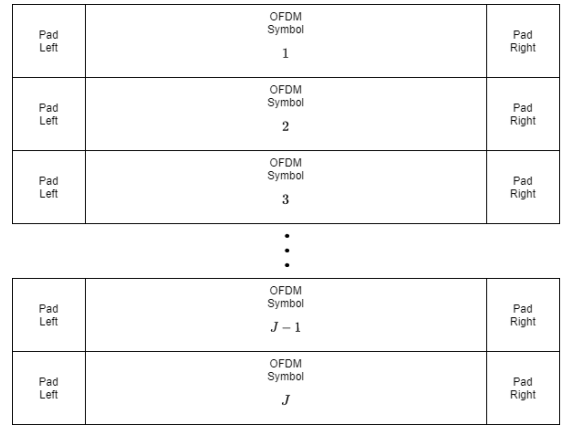 Pad
Left
OFDM
Symbol
1
Pad
Right
Pad
Left
OFDM
Symbol
2
Pad
Right
Pad
Left
OFDM
Symbol
3
Pad
Right
Pad
Left
OFDM
Symbol
J − 1
Pad
Right
Pad
Left
OFDM
Symbol
J
Pad
Right